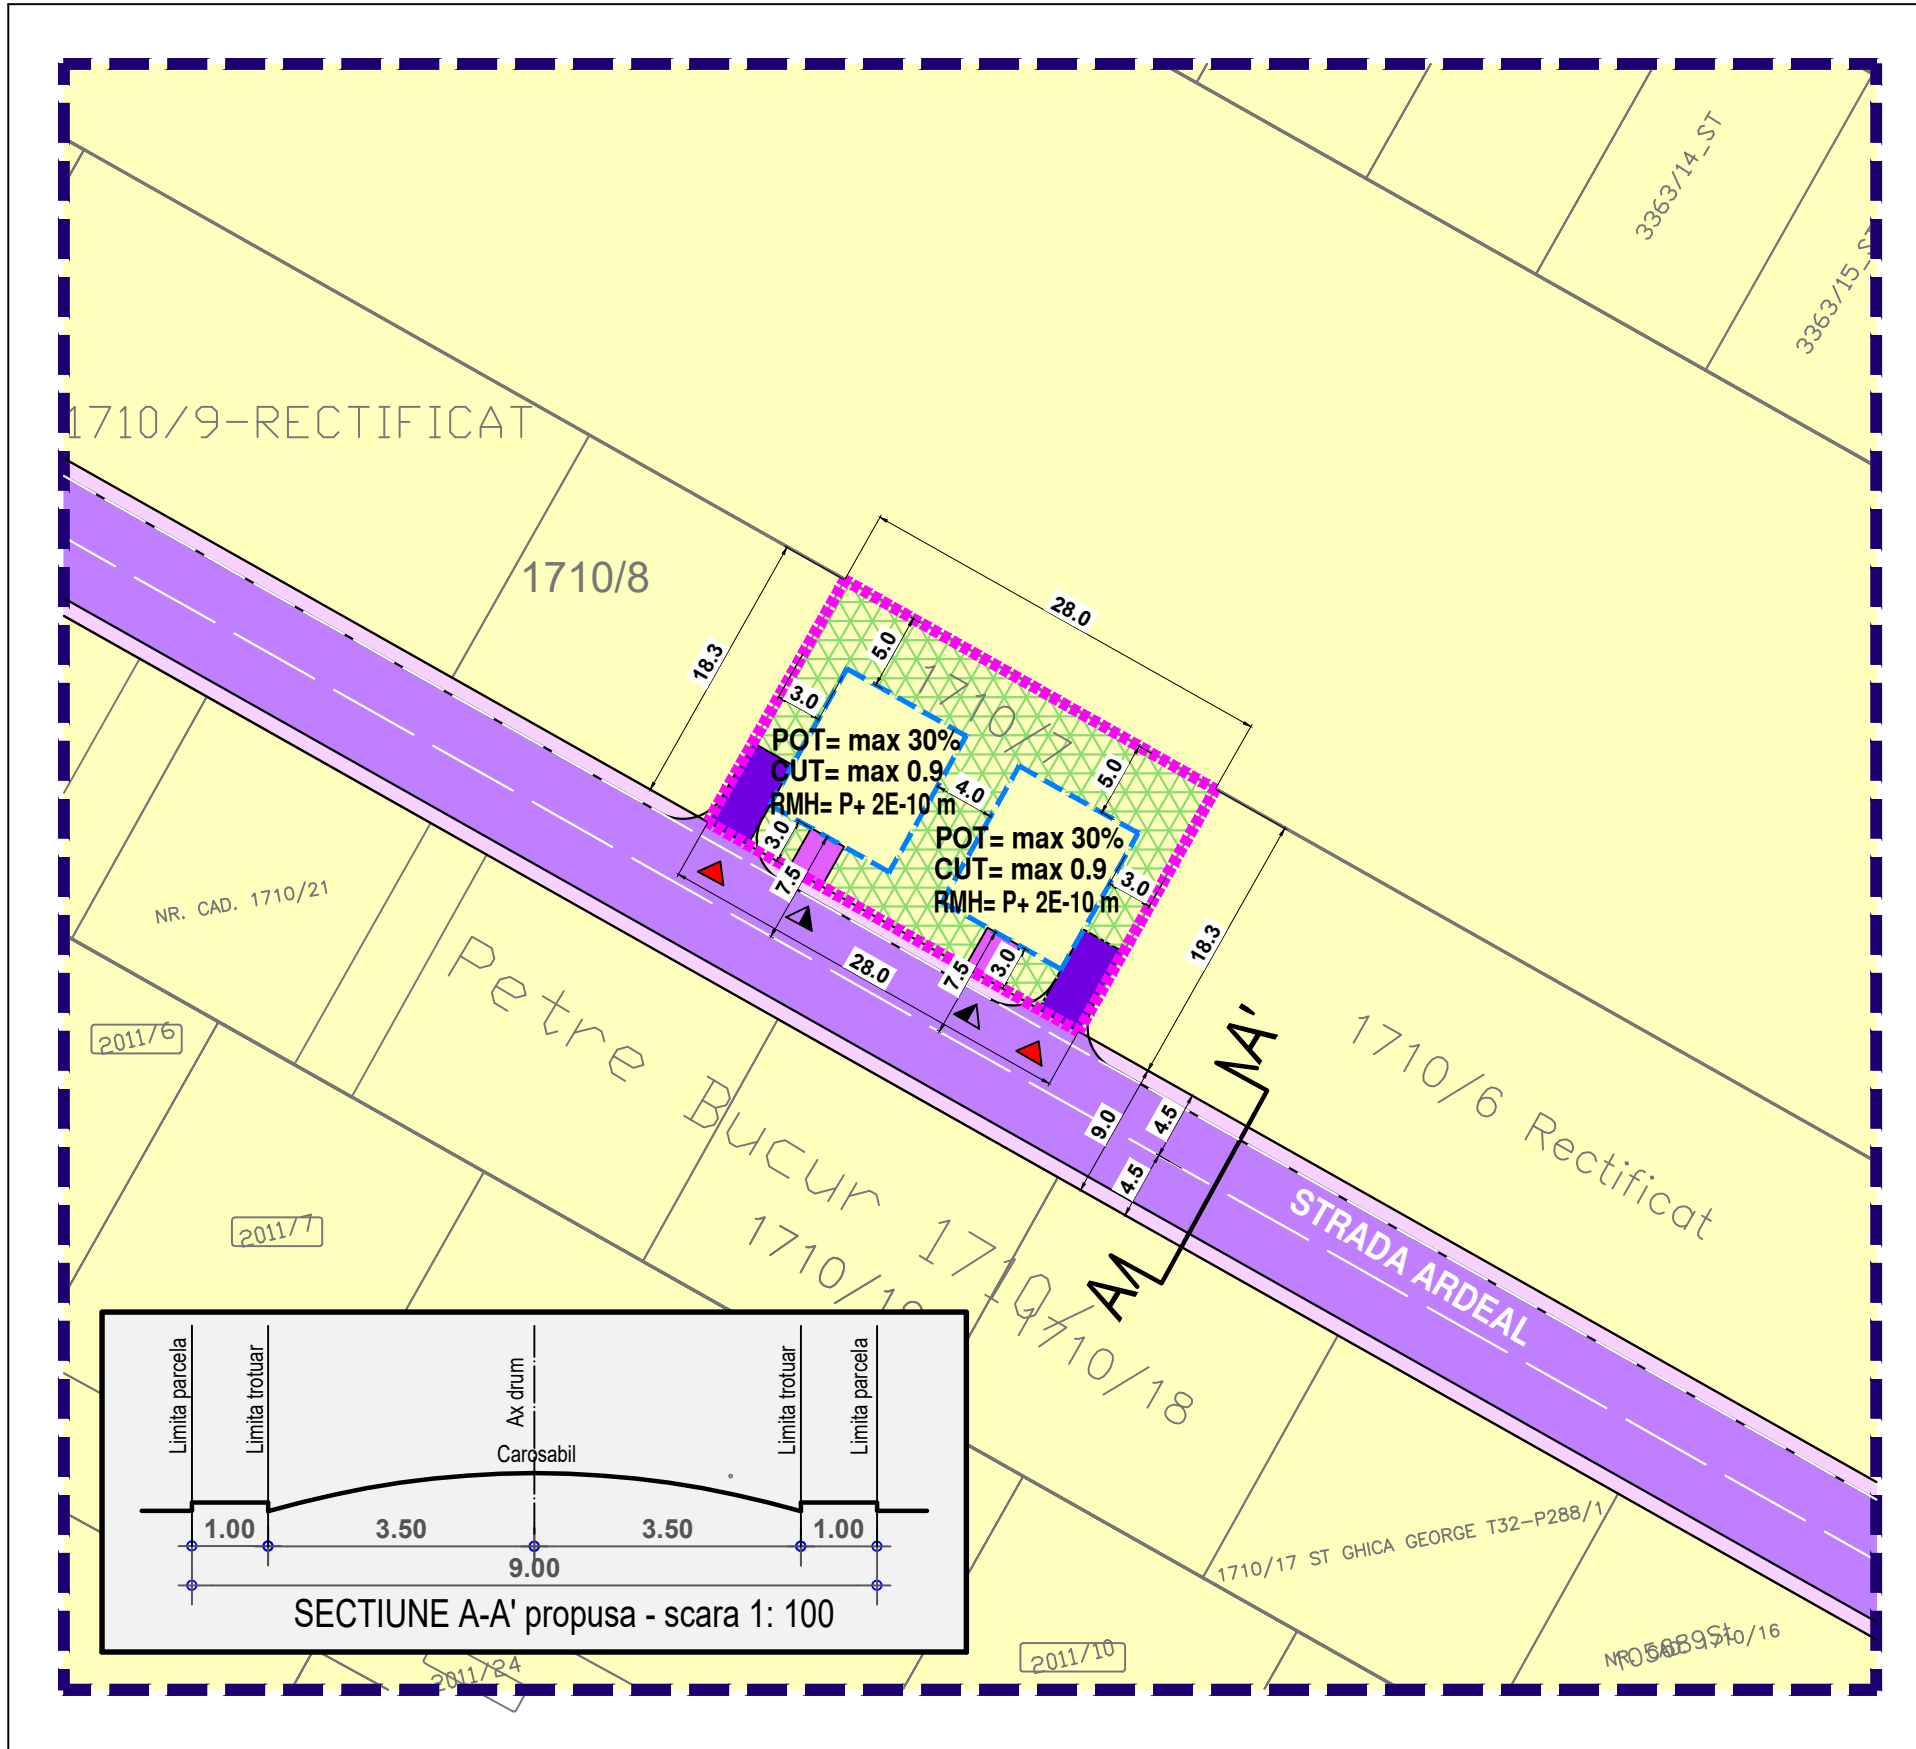 3363/14_ST
3363/15_ST
1710/9-RECTIFICAT
1710/8
28.0
18.3
5.0
3.0
1710/7
POT= max 30%
CUT= max 0.9
RMH= P+ 2E-10 m
5.0
4.0
POT= max 30%
CUT= max 0.9
RMH= P+ 2E-10 m
3.0
3.0
7.5
28.0
7.5
3.0
18.3
NR. CAD. 1710/21
Petre Bucur 1710/
2011/6
A'
1710/6 Rectificat
9.0
4.5
4.5
2011/7
A
STRADA ARDEAL
1710/18
Limita parcela
Limita trotuar
Ax drum
Limita trotuar
Limita parcela
Carosabil
1.00
3.50
3.50
1.00
9.00
SECTIUNE A-A' propusa - scara 1: 100
1710/17 ST GHICA GEORGE T32-P288/1
2011/24
2011/10
1710/16